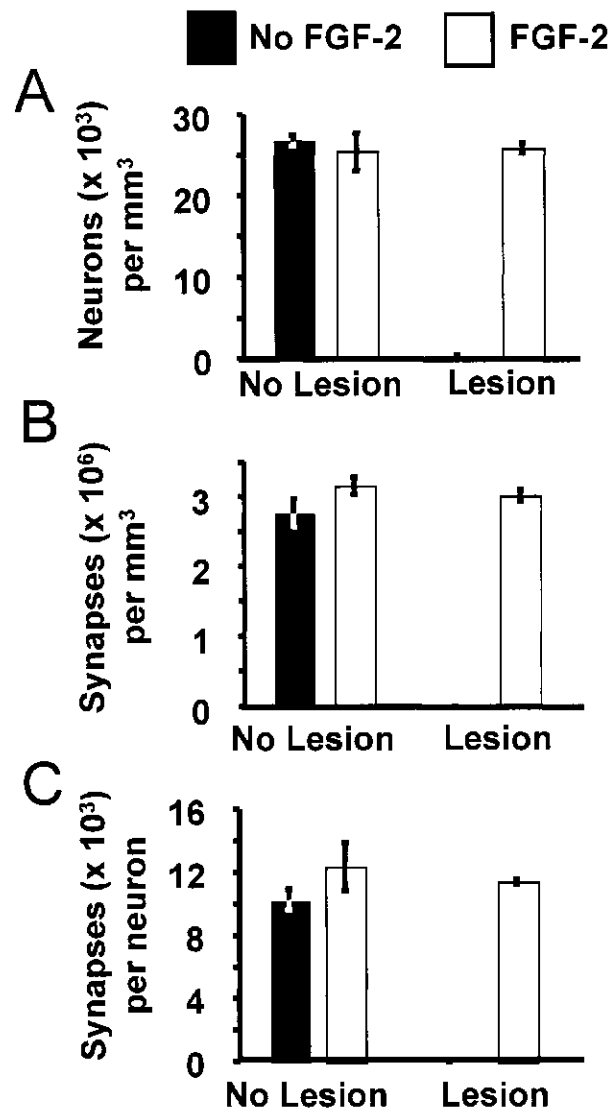 No FGF-2 FGF-2
A
Neurons (x 10³)
per mm³
30
20
10
0
No Lesion Lesion
B
Synapses (x 10⁶)
per mm³
3
2
1
0
No Lesion Lesion
C
Synapses (x 10³)
per neuron
16
12
8
4
0
No Lesion Lesion